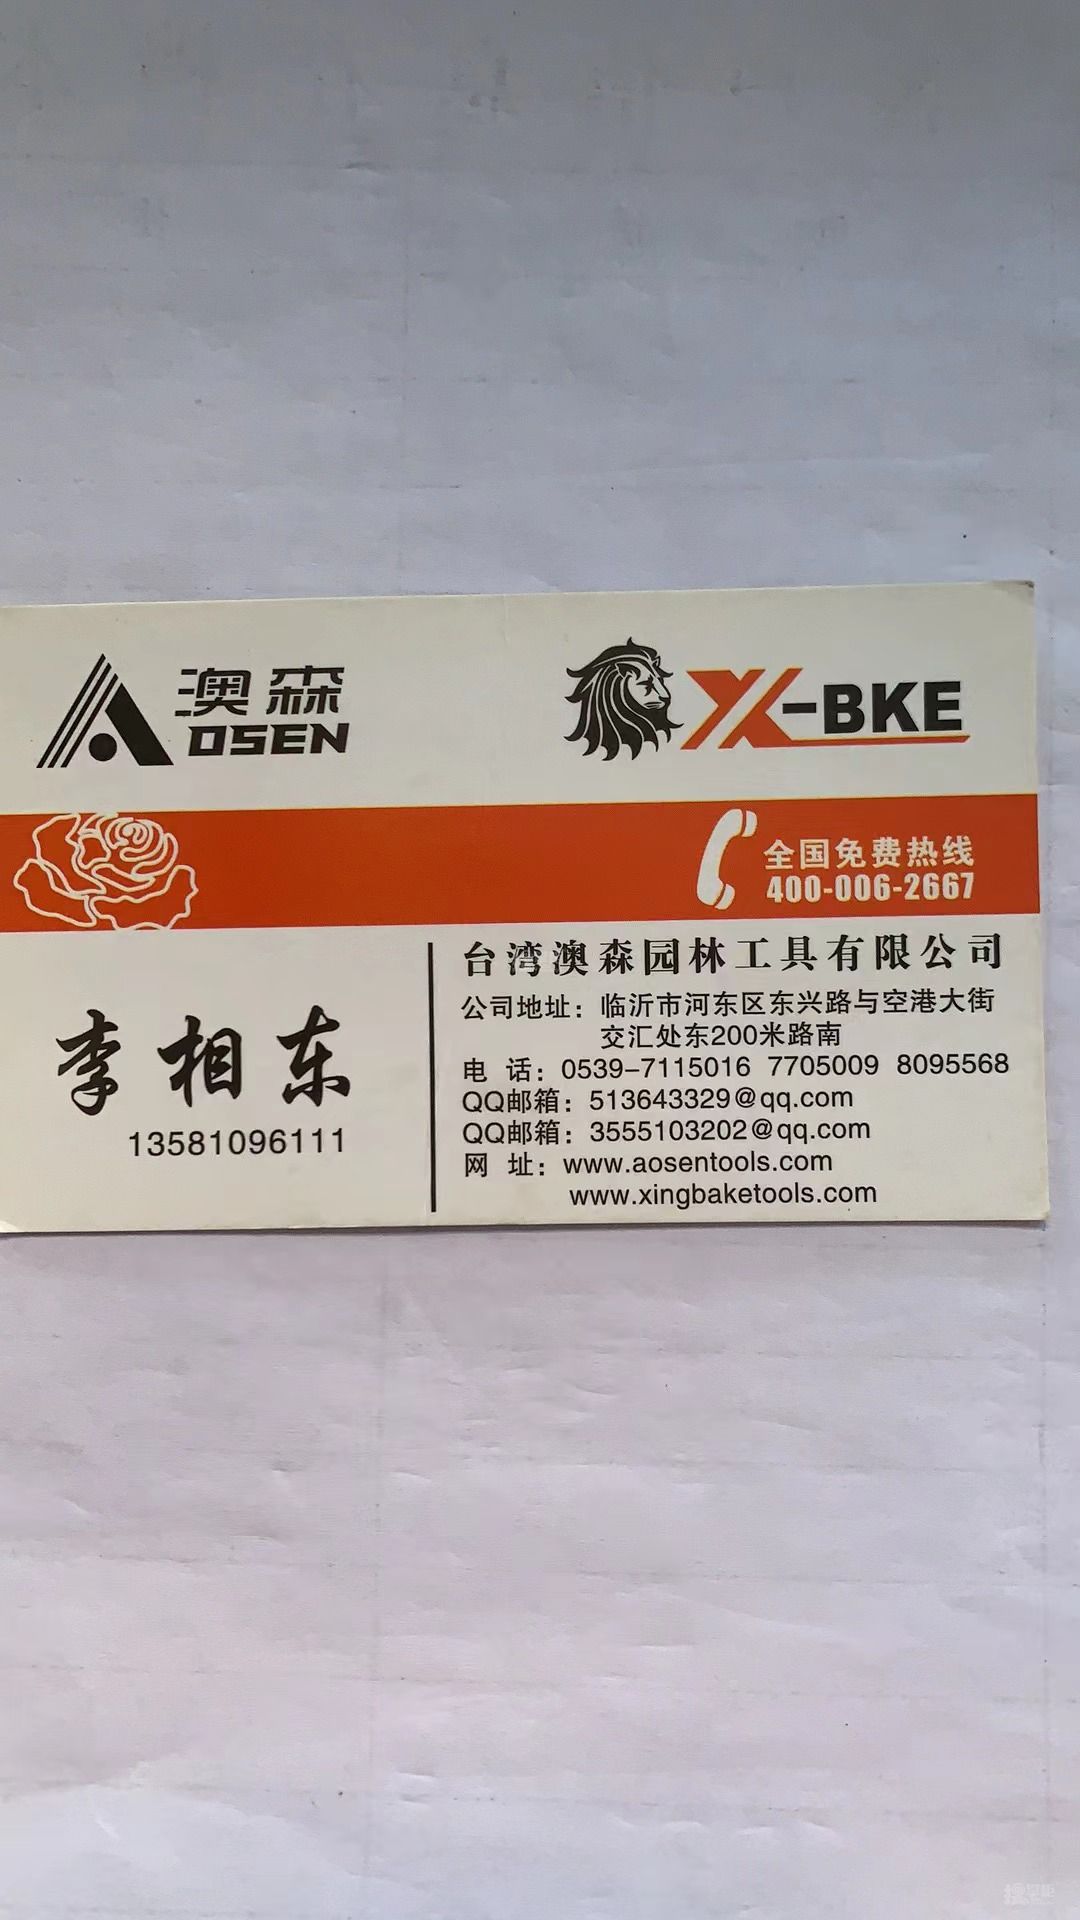 澳森
AOSEN
X-BKE
全国免费热线
400-006-2667
台湾澳森园林工具有限公司
公司地址：临沂市河东区东兴路与空港大街
交汇处东200米路南
电 话：0539-7115016 7705009 8095568
QQ邮箱：513643329@qq.com
QQ邮箱：3555103202@qq.com
网 址：www.aosentools.com
www.xingbaketools.com
李相东
13581096111